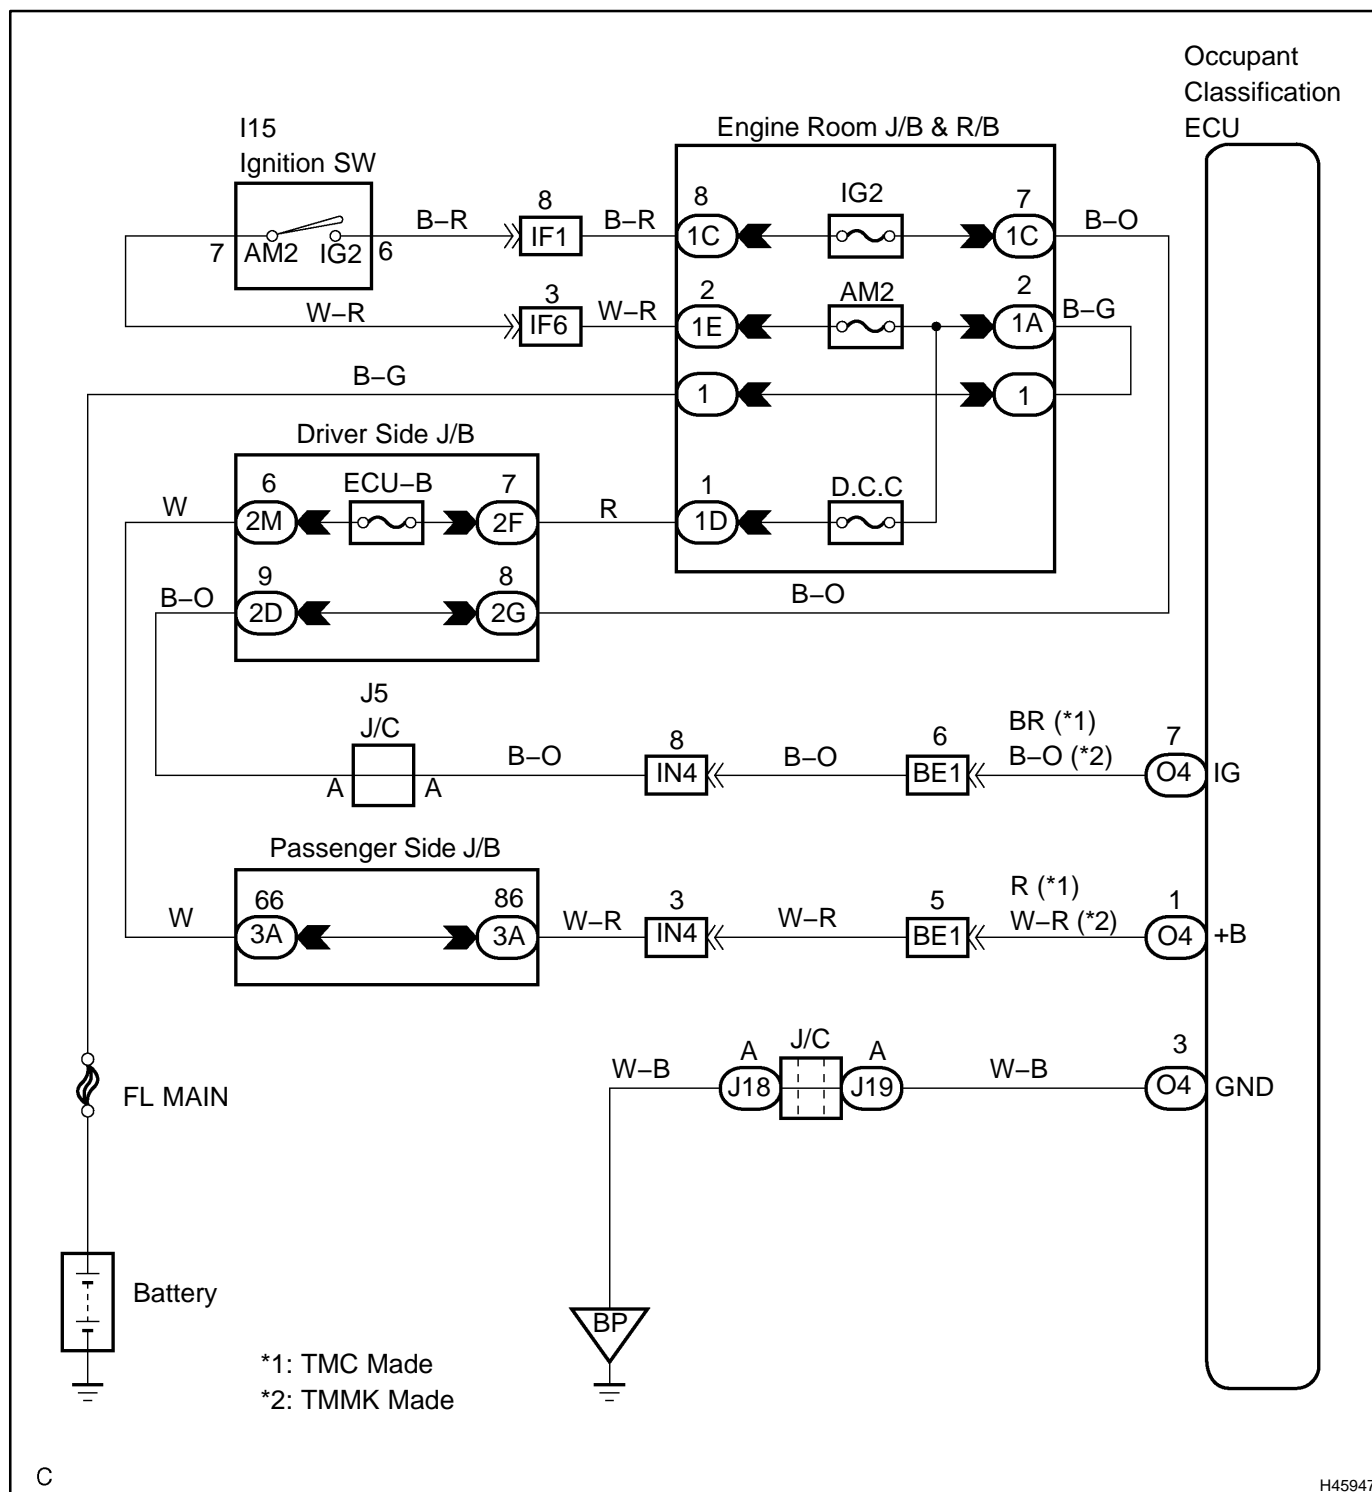 Occupant
Classification
ECU
I15
Ignition SW
Engine Room J/B & R/B
7 AM2 IG2 6
B–R
8
IF1
B–R
8
1C
IG2
7
1C
B–O
W–R
3
IF6
W–R
2
1E
AM2
2
1A
B–G
B–G
1
1
Driver Side J/B
W
6
2M
ECU–B
7
2F
R
1
1D
D.C.C
B–O
9
2D
8
2G
B–O
J5
J/C
A
A
B–O
8
IN4
B–O
6
BE1
BR (*1)
B–O (*2)
7
O4
IG
Passenger Side J/B
W
66
3A
86
3A
W–R
3
IN4
W–R
5
BE1
R (*1)
W–R (*2)
1
O4
+B
W–B
A
J18
J/C
A
J19
W–B
3
O4
GND
FL MAIN
Battery
BP
*1: TMC Made
*2: TMMK Made
C
H45947